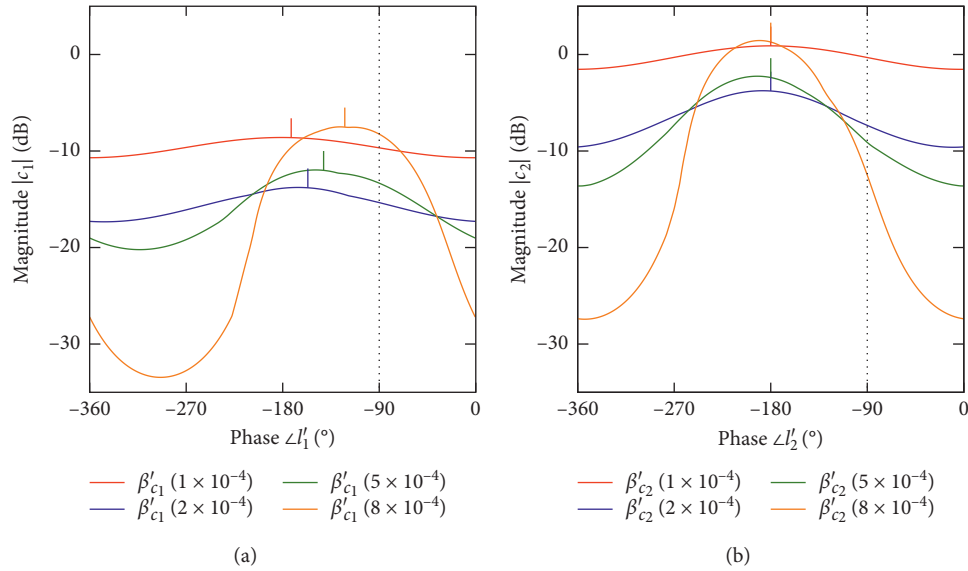 0
−10
−20
−30
Magnitude |c₁| (dB)
−360 −270 −180 −90 0
Phase ∠l′₁ (°)
β′c₁ (1 × 10⁻⁴) β′c₁ (5 × 10⁻⁴)
β′c₁ (2 × 10⁻⁴) β′c₁ (8 × 10⁻⁴)
(a)
0
−10
−20
−30
Magnitude |c₂| (dB)
−360 −270 −180 −90 0
Phase ∠l′₂ (°)
β′c₂ (1 × 10⁻⁴) β′c₂ (5 × 10⁻⁴)
β′c₂ (2 × 10⁻⁴) β′c₂ (8 × 10⁻⁴)
(b)